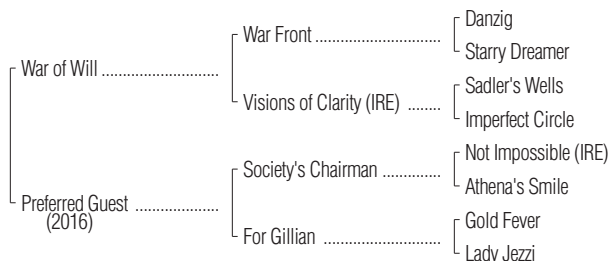 Danzig
War Front ........................
Starry Dreamer
War of Will ......................
Sadler's Wells
Visions of Clarity (IRE) ........
Imperfect Circle
Not Impossible (IRE)
Society's Chairman ..............
Athena's Smile
Preferred Guest ................
(2016)
Gold Fever
For Gillian .......................
Lady Jezzi